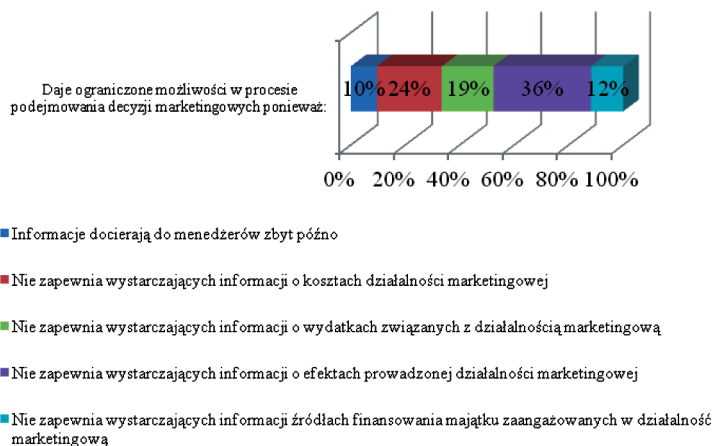 Daje ograniczone możliwości w procesie
podejmowania decyzji marketingowych ponieważ:
10% 24% 19% 36% 12%
0% 20% 40% 60% 80% 100%
Informacje docierają do menedżerów zbyt późno
Nie zapewnia wystarczających informacji o kosztach działalności marketingowej
Nie zapewnia wystarczających informacji o wydatkach związanych z działalnością marketingową
Nie zapewnia wystarczających informacji o efektach prowadzonej działalności marketingowej
Nie zapewnia wystarczających informacji źródłach finansowania majątku zaangażowanych w działalność
marketingową